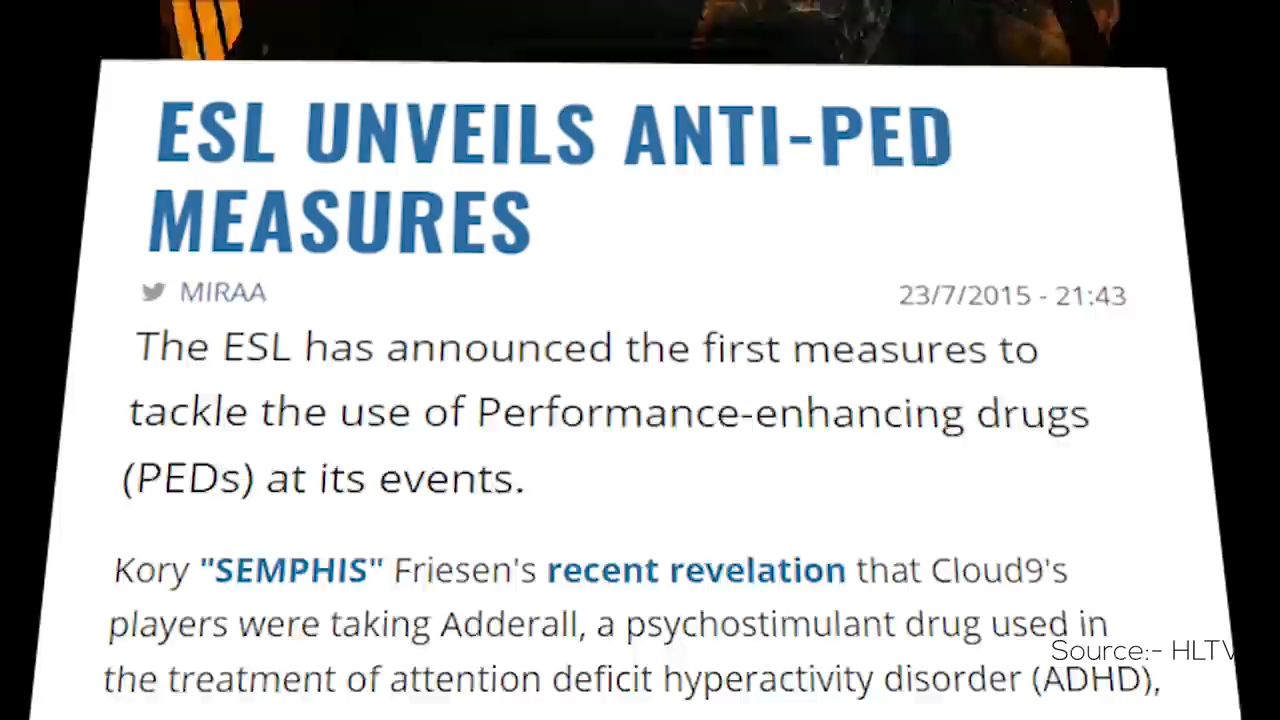 ESL UNVEILS ANTI-PED
MEASURES
MIRAA
23/7/2015 - 21:43
The ESL has announced the first measures to
tackle the use of Performance-enhancing drugs
(PEDs) at its events.
Kory "SEMPHIS" Friesen's recent revelation that Cloud9's
players were taking Adderall, a psychostimulant drug used in
the treatment of attention deficit hyperactivity disorder (ADHD),
Source:- HLTV